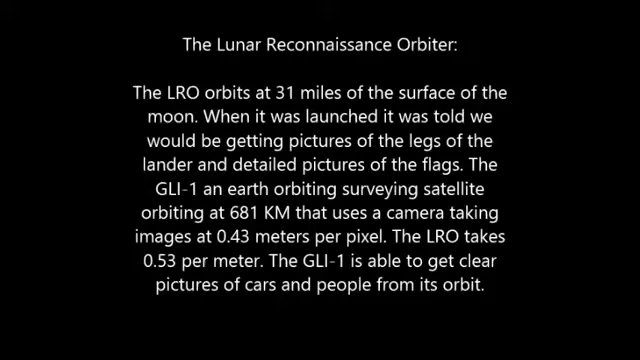 The Lunar Reconnaissance Orbiter:
The LRO orbits at 31 miles of the surface of the
moon. When it was launched it was told we
would be getting pictures of the legs of the
lander and detailed pictures of the flags. The
GLI-1 an earth orbiting surveying satellite
orbiting at 681 KM that uses a camera taking
images at 0.43 meters per pixel. The LRO takes
0.53 per meter. The GLI-1 is able to get clear
pictures of cars and people from its orbit.